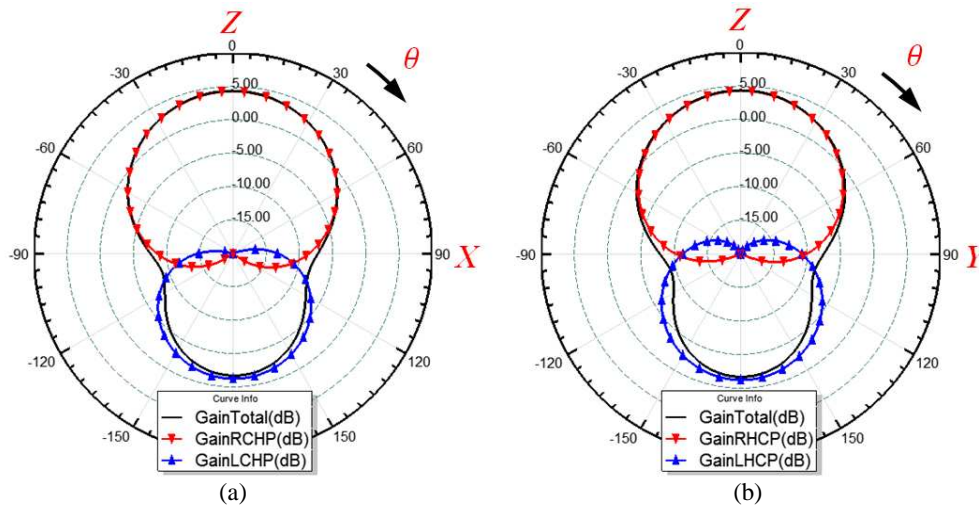 Z
0
θ
-30
30
5.00
-60
0.00
60
-5.00
-10.00
-15.00
-90
90
X
-120
120
-150
150
Curve Info
GainTotal(dB)
GainRCHP(dB)
GainLCHP(dB)
(a)
Z
0
θ
-30
30
5.00
-60
0.00
60
-5.00
-10.00
-15.00
-90
90
Y
-120
120
-150
150
Curve Info
GainTotal(dB)
GainRHCP(dB)
GainLHCP(dB)
(b)